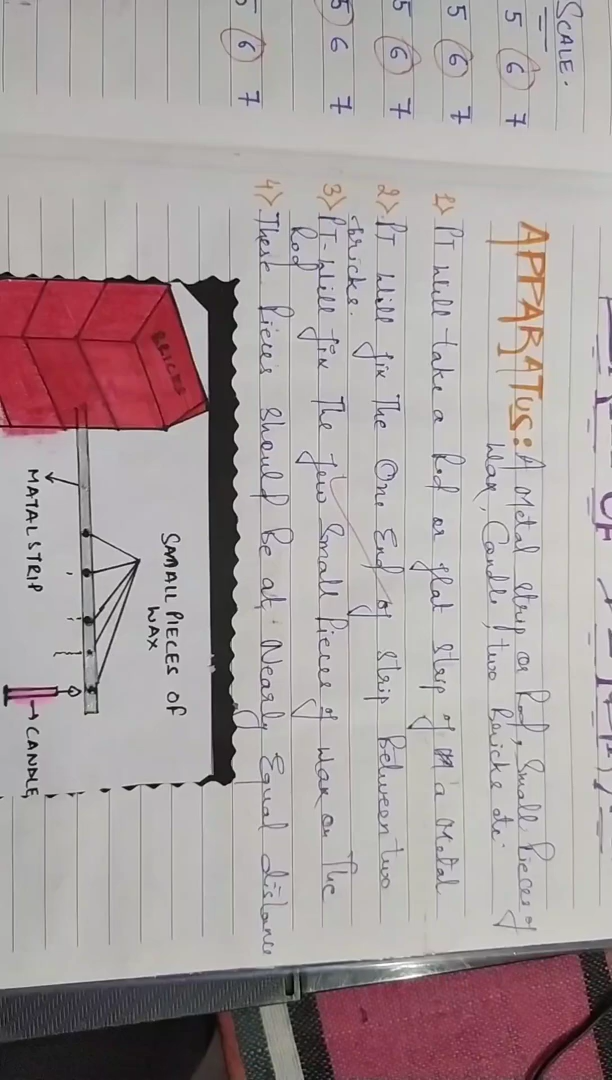 SCALE.
5 6 7
5 6 7
5 6 7
5 6 7
5 6 7
APPARATUS: A Metal strip or Rod, Small Pieces of
Wax, Candle, two Bricks etc.
1) PT Will take a Rod or flat strip of a Metal
2) PT Will fix The One End of Strip Between two
bricks.
3) PT Will fix The few Small Pieces of Wax on The
Rod
4) These Pieces Should Be at Nearly Equal distance
BRICKS
SMALL PIECES OF
WAX
MATAL STRIP
CANDLE